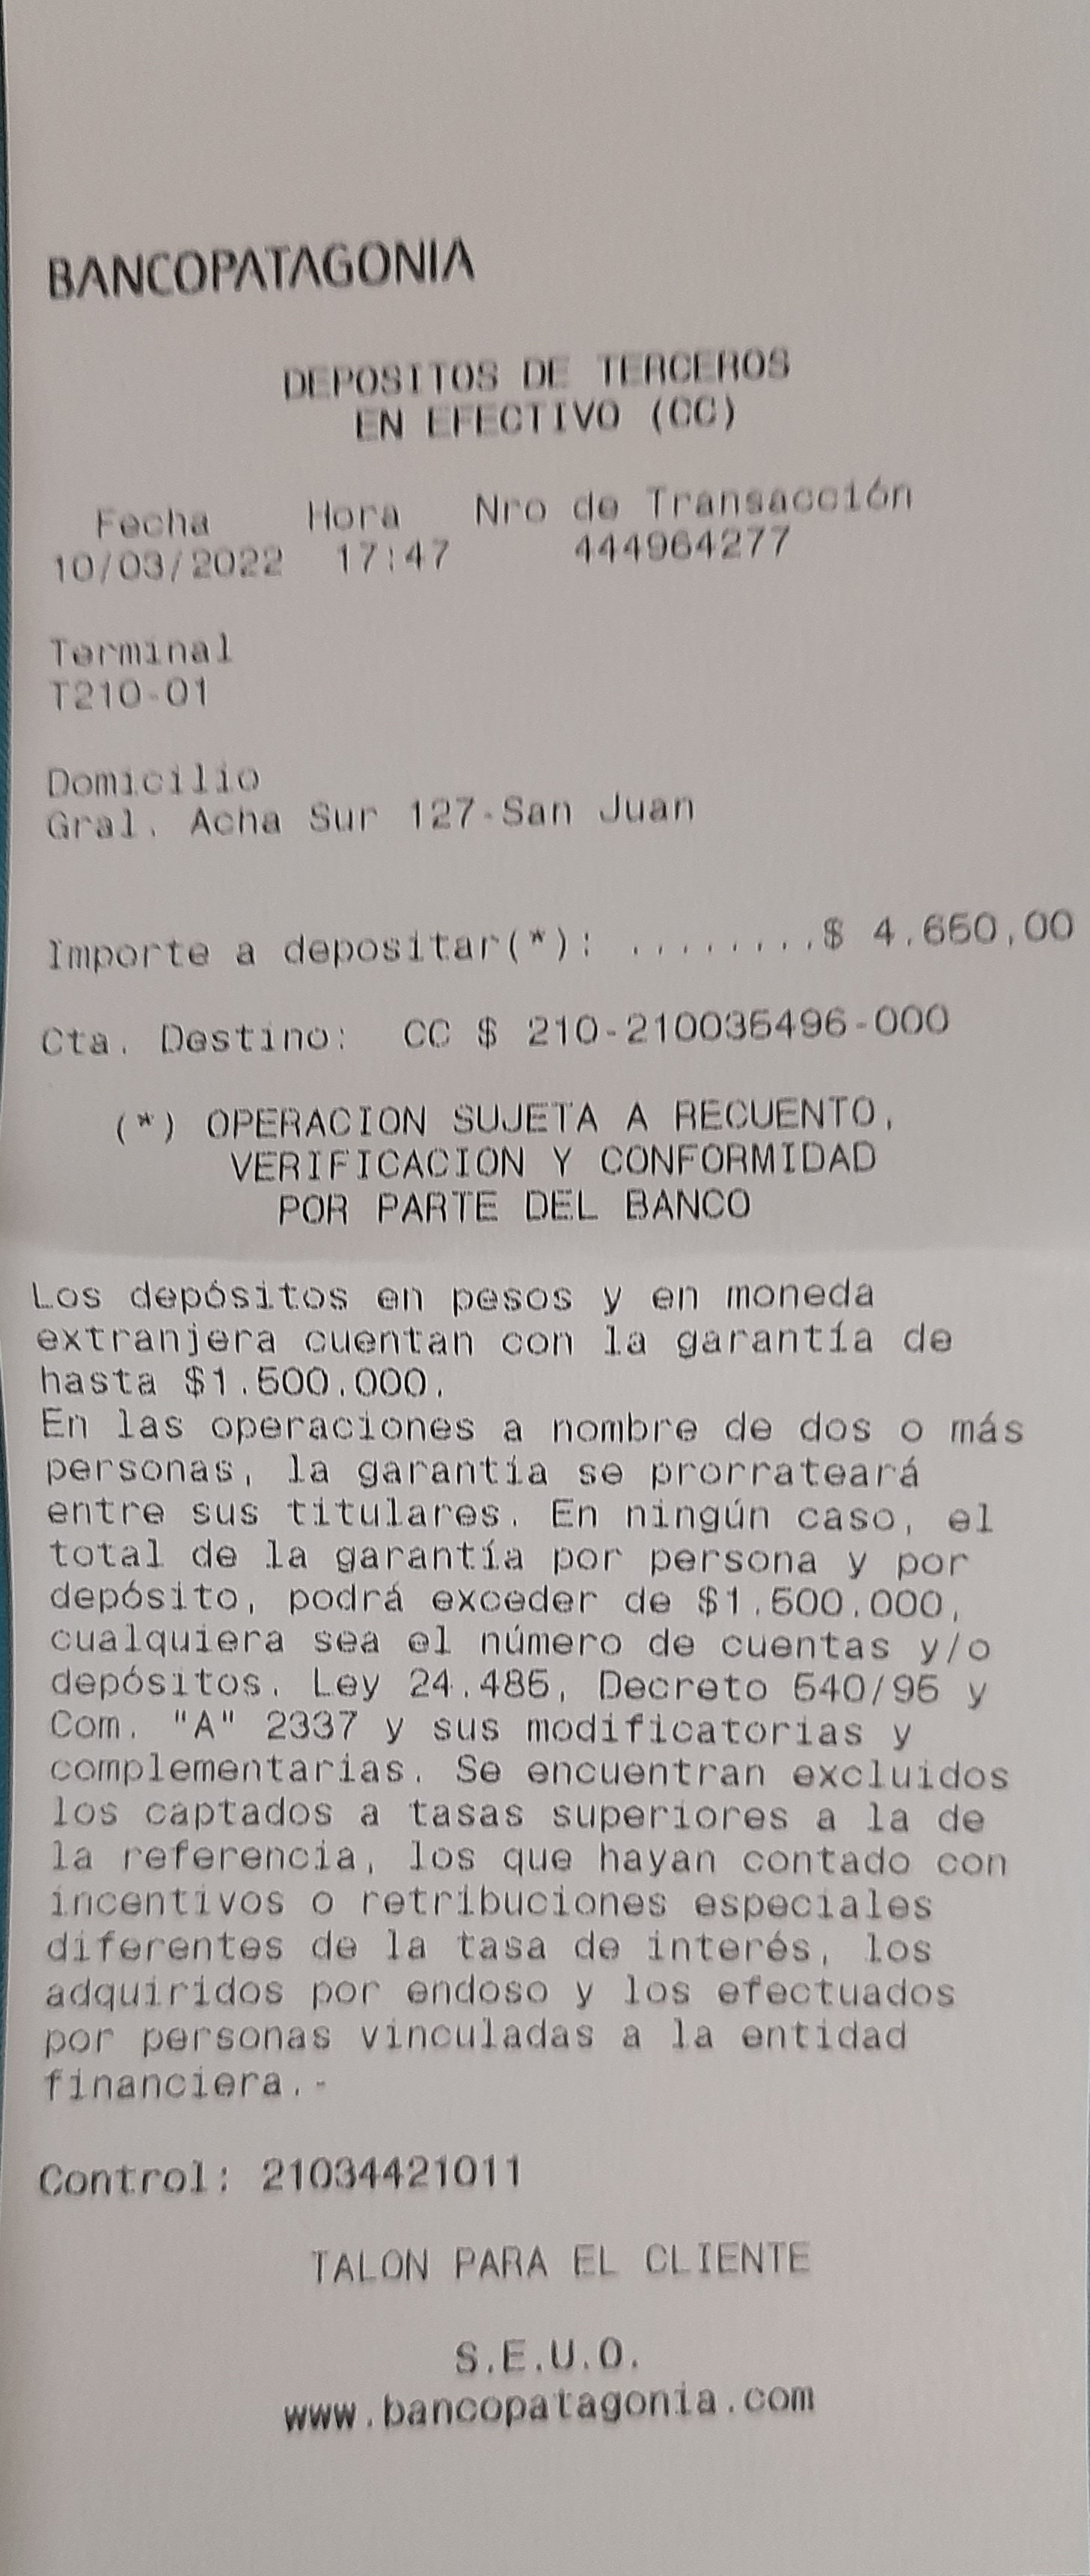 BANCOPATAGONIA
DEPOSITOS DE TERCEROS
EN EFECTIVO (CC)
Fecha Hora Nro de Transacción
10/03/2022 17:47 444964277
Terminal
T210-01
Domicilio
Gral. Acha Sur 127-San Juan
Importe a depositar(*): ........$ 4.650,00
Cta. Destino: CC $ 210-210035496-000
(*) OPERACION SUJETA A RECUENTO,
VERIFICACION Y CONFORMIDAD
POR PARTE DEL BANCO
Los depósitos en pesos y en moneda
extranjera cuentan con la garantía de
hasta $1.500.000.
En las operaciones a nombre de dos o más
personas, la garantía se prorrateará
entre sus titulares. En ningún caso, el
total de la garantía por persona y por
depósito, podrá exceder de $1.500.000,
cualquiera sea el número de cuentas y/o
depósitos. Ley 24.485, Decreto 540/95 y
Com. "A" 2337 y sus modificatorias y
complementarias. Se encuentran excluidos
los captados a tasas superiores a la de
la referencia, los que hayan contado con
incentivos o retribuciones especiales
diferentes de la tasa de interés, los
adquiridos por endoso y los efectuados
por personas vinculadas a la entidad
financiera.-
Control: 21034421011
TALON PARA EL CLIENTE
S.E.U.O.
www.bancopatagonia.com